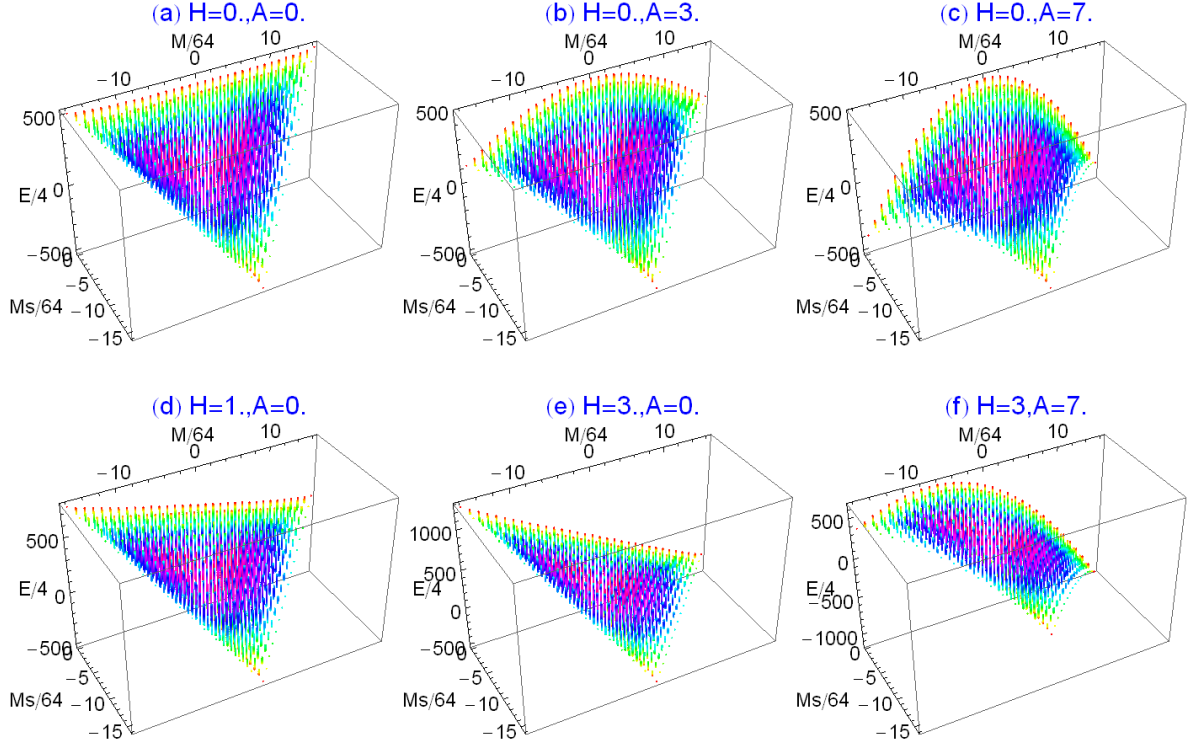 (a) H=0.,A=0.
M/64
-10
0
10
500
0
E/4
-500
0
-5
Ms/64
-10
-15
(b) H=0.,A=3.
M/64
-10
0
10
500
0
E/4
-500
0
-5
Ms/64
-10
-15
(c) H=0.,A=7.
M/64
-10
0
10
500
0
E/4
-500
0
-5
Ms/64
-10
-15
(d) H=1.,A=0.
M/64
-10
0
10
500
E/4
0
-500
0
-5
Ms/64
-10
-15
(e) H=3.,A=0.
M/64
-10
0
10
1000
500
E/4
0
-500
0
-5
Ms/64
-10
-15
(f) H=3,A=7.
M/64
-10
0
10
500
0
E/4
-500
-1000
0
-5
Ms/64
-10
-15